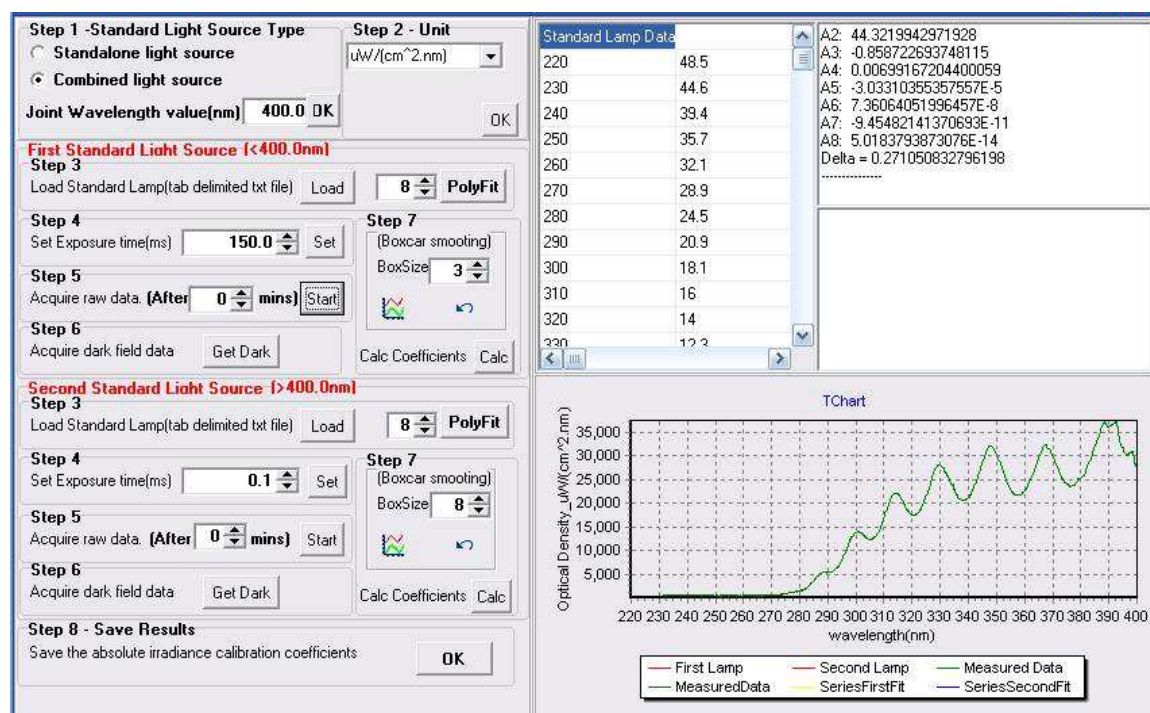 Step 1 -Standard Light Source Type
Standalone light source
Combined light source
Joint Wavelength value(nm) 400.0 OK
Step 2 - Unit
uW/(cm^2.nm)
OK
First Standard Light Source (<400.0nm)
Step 3
Load Standard Lamp(tab delimited txt file) Load 8 PolyFit
Step 4
Set Exposure time(ms) 150.0 Set
Step 5
Acquire raw data. (After 0 mins) Start
Step 6
Acquire dark field data Get Dark
Step 7
(Boxcar smooting)
BoxSize 3
Calc Coefficients Calc
Second Standard Light Source (>400.0nm)
Step 3
Load Standard Lamp(tab delimited txt file) Load 8 PolyFit
Step 4
Set Exposure time(ms) 0.1 Set
Step 5
Acquire raw data. (After 0 mins) Start
Step 6
Acquire dark field data Get Dark
Step 7
(Boxcar smooting)
BoxSize 8
Calc Coefficients Calc
Step 8 - Save Results
Save the absolute irradiance calibration coefficients OK
Standard Lamp Data
220 48.5
230 44.6
240 39.4
250 35.7
260 32.1
270 28.9
280 24.5
290 20.9
300 18.1
310 16
320 14
330 12.3
A2: 44.3219942971928
A3: -0.858722693748115
A4: 0.00699167204400059
A5: -3.03310355357557E-5
A6: 7.36064051996457E-8
A7: -9.45482141370693E-11
A8: 5.0183793873076E-14
Delta = 0.271050832796198
--------------
TChart
Optical Density_uW/(cm^2.nm)
35,000
30,000
25,000
20,000
15,000
10,000
5,000
220 230 240 250 260 270 280 290 300 310 320 330 340 350 360 370 380 390 400
wavelength(nm)
First Lamp Second Lamp Measured Data
MeasuredData SeriesFirstFit SeriesSecondFit